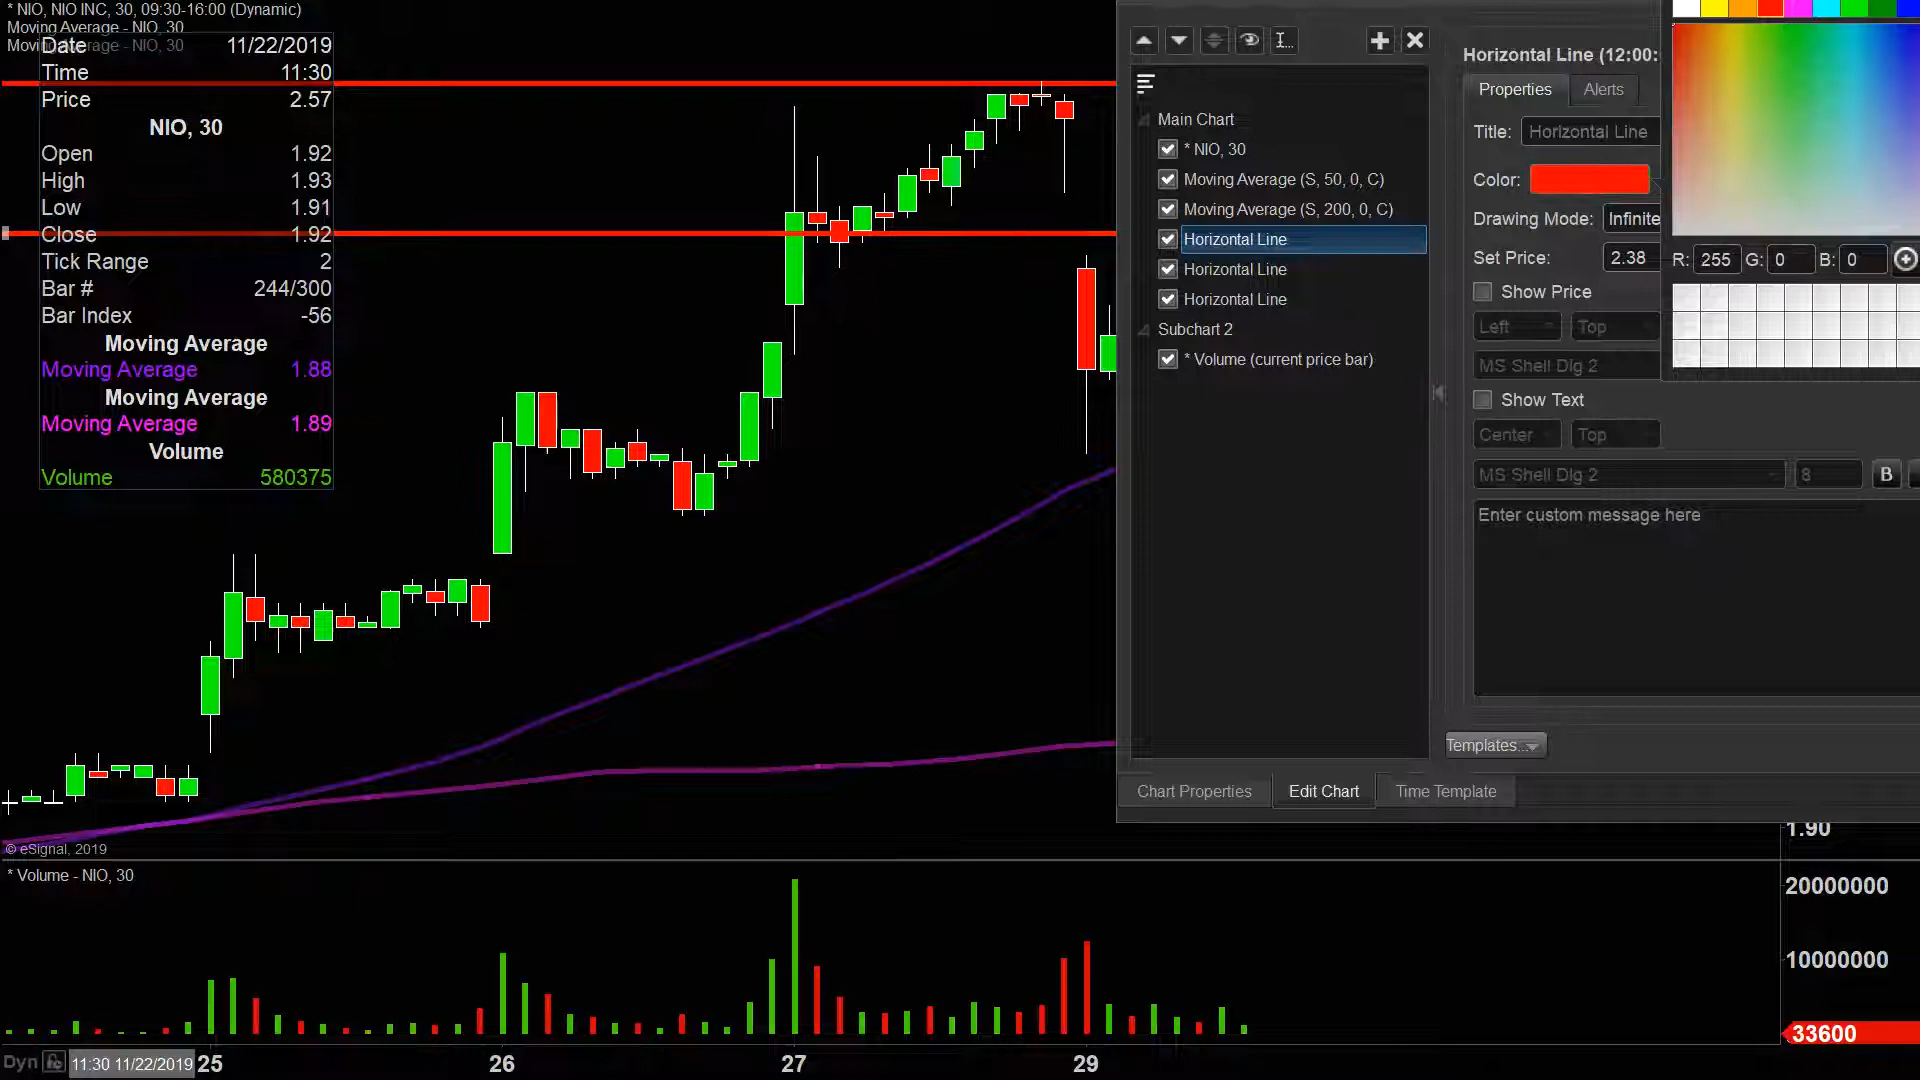 * NIO, NIO INC, 30, 09:30-16:00 (Dynamic)
Moving Average - NIO, 30
Moving Average - NIO, 30
Date 11/22/2019
Time 11:30
Price 2.57
NIO, 30
Open 1.92
High 1.93
Low 1.91
Close 1.92
Tick Range 2
Bar # 244/300
Bar Index -56
Moving Average
Moving Average 1.88
Moving Average
Moving Average 1.89
Volume
Volume 580375
© eSignal, 2019
* Volume - NIO, 30
Dyn 11:30 11/22/2019 25 26 27 29
Main Chart
* NIO, 30
Moving Average (S, 50, 0, C)
Moving Average (S, 200, 0, C)
Horizontal Line
Horizontal Line
Horizontal Line
Subchart 2
* Volume (current price bar)
Chart Properties Edit Chart Time Template
Horizontal Line (12:00:
Properties Alerts
Title: Horizontal Line
Color:
Drawing Mode: Infinite
Set Price: 2.38
R: 255 G: 0 B: 0
Show Price
Left Top
MS Shell Dlg 2
Show Text
Center Top
MS Shell Dlg 2 8 B
Enter custom message here
Templates...
1.90
20000000
10000000
33600